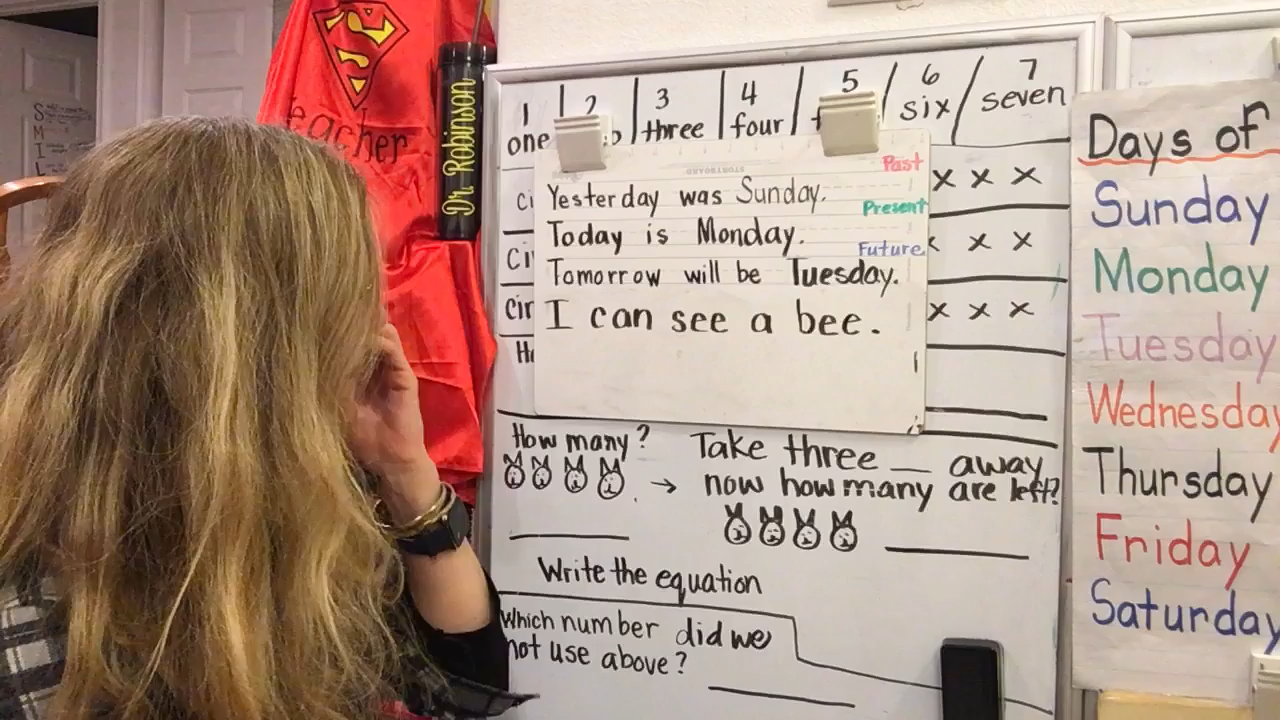 Teacher
Dr. Robinson
S
M
I
L
1 2 3 4 5 6 7
one three four six seven
Past
Yesterday was Sunday.
Present
Today is Monday.
Future
Tomorrow will be Tuesday.
I can see a bee.
x x x
x x
x x x
How many?
Take three __ away
now how many are left?
Write the equation
Which number did we
not use above?
Days of
Sunday
Monday
Tuesday
Wednesday
Thursday
Friday
Saturday